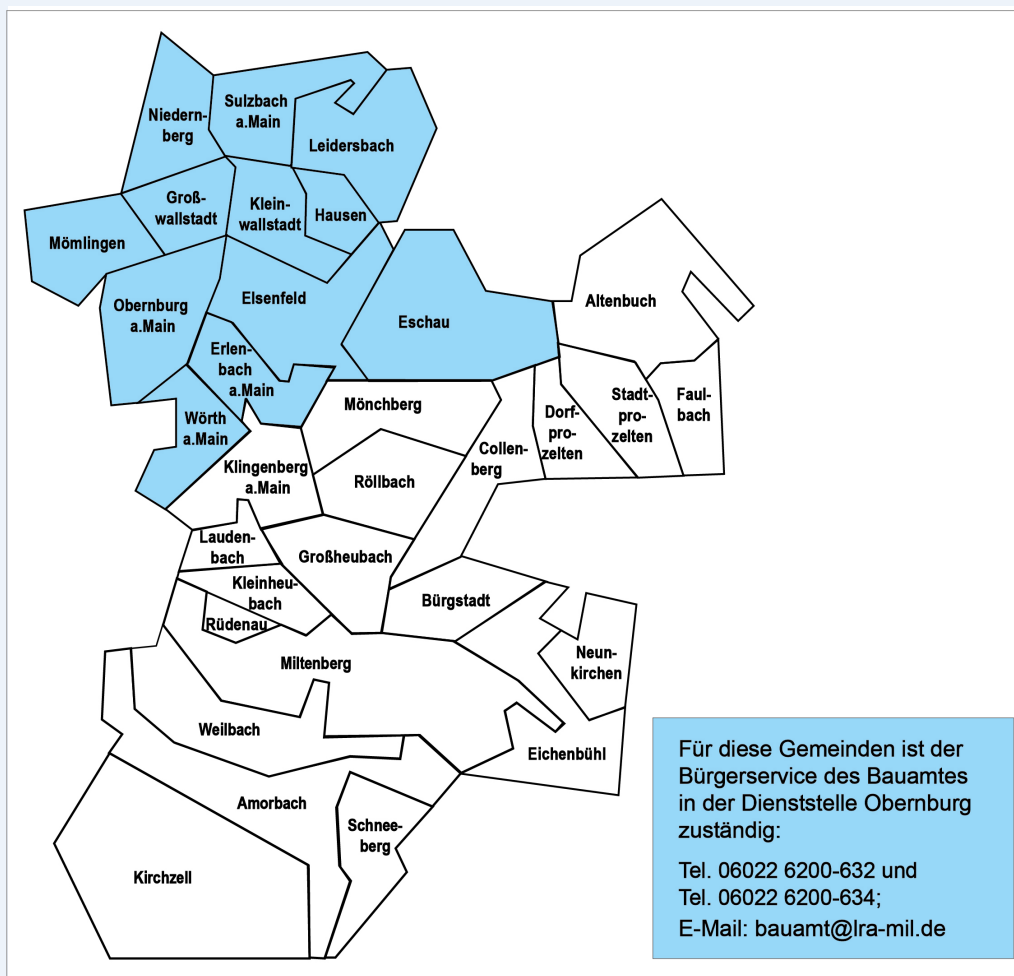 Niedern-
berg
Sulzbach
a.Main
Leidersbach
Groß-
wallstadt
Klein-
wallstadt
Hausen
Mömlingen
Obernburg
a.Main
Elsenfeld
Eschau
Altenbuch
Erlen-
bach
a.Main
Wörth
a.Main
Mönchberg
Collen-
berg
Dorf-
pro-
zelten
Stadt-
pro-
zelten
Faul-
bach
Klingenberg
a.Main
Röllbach
Lauden-
bach
Großheubach
Kleinheu-
bach
Bürgstadt
Rüdenau
Miltenberg
Neun-
kirchen
Weilbach
Eichenbühl
Amorbach
Schnee-
berg
Kirchzell
Für diese Gemeinden ist der
Bürgerservice des Bauamtes
in der Dienststelle Obernburg
zuständig:
Tel. 06022 6200-632 und
Tel. 06022 6200-634;
E-Mail: bauamt@lra-mil.de